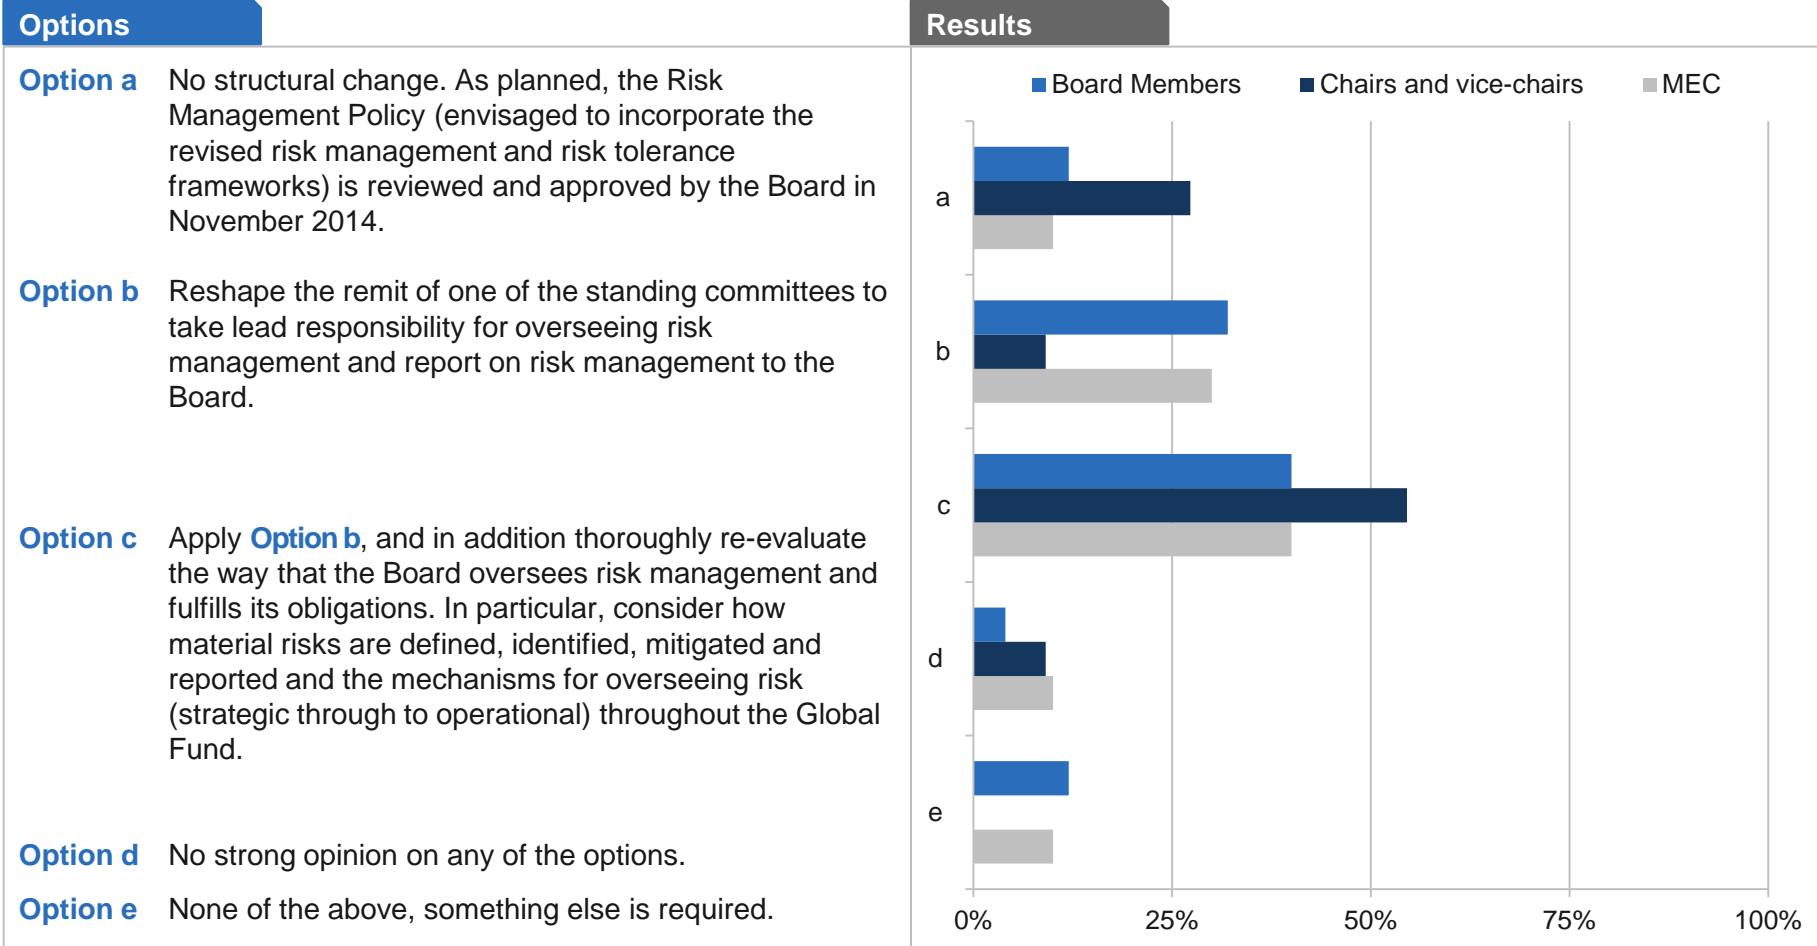 Options
Option a No structural change. As planned, the Risk
Management Policy (envisaged to incorporate the
revised risk management and risk tolerance
frameworks) is reviewed and approved by the Board in
November 2014.
Option b Reshape the remit of one of the standing committees to
take lead responsibility for overseeing risk
management and report on risk management to the
Board.
Option c Apply Option b, and in addition thoroughly re-evaluate
the way that the Board oversees risk management and
fulfills its obligations. In particular, consider how
material risks are defined, identified, mitigated and
reported and the mechanisms for overseeing risk
(strategic through to operational) throughout the Global
Fund.
Option d No strong opinion on any of the options.
Option e None of the above, something else is required.
Results
Board Members Chairs and vice-chairs MEC
a
b
c
d
e
0% 25% 50% 75% 100%